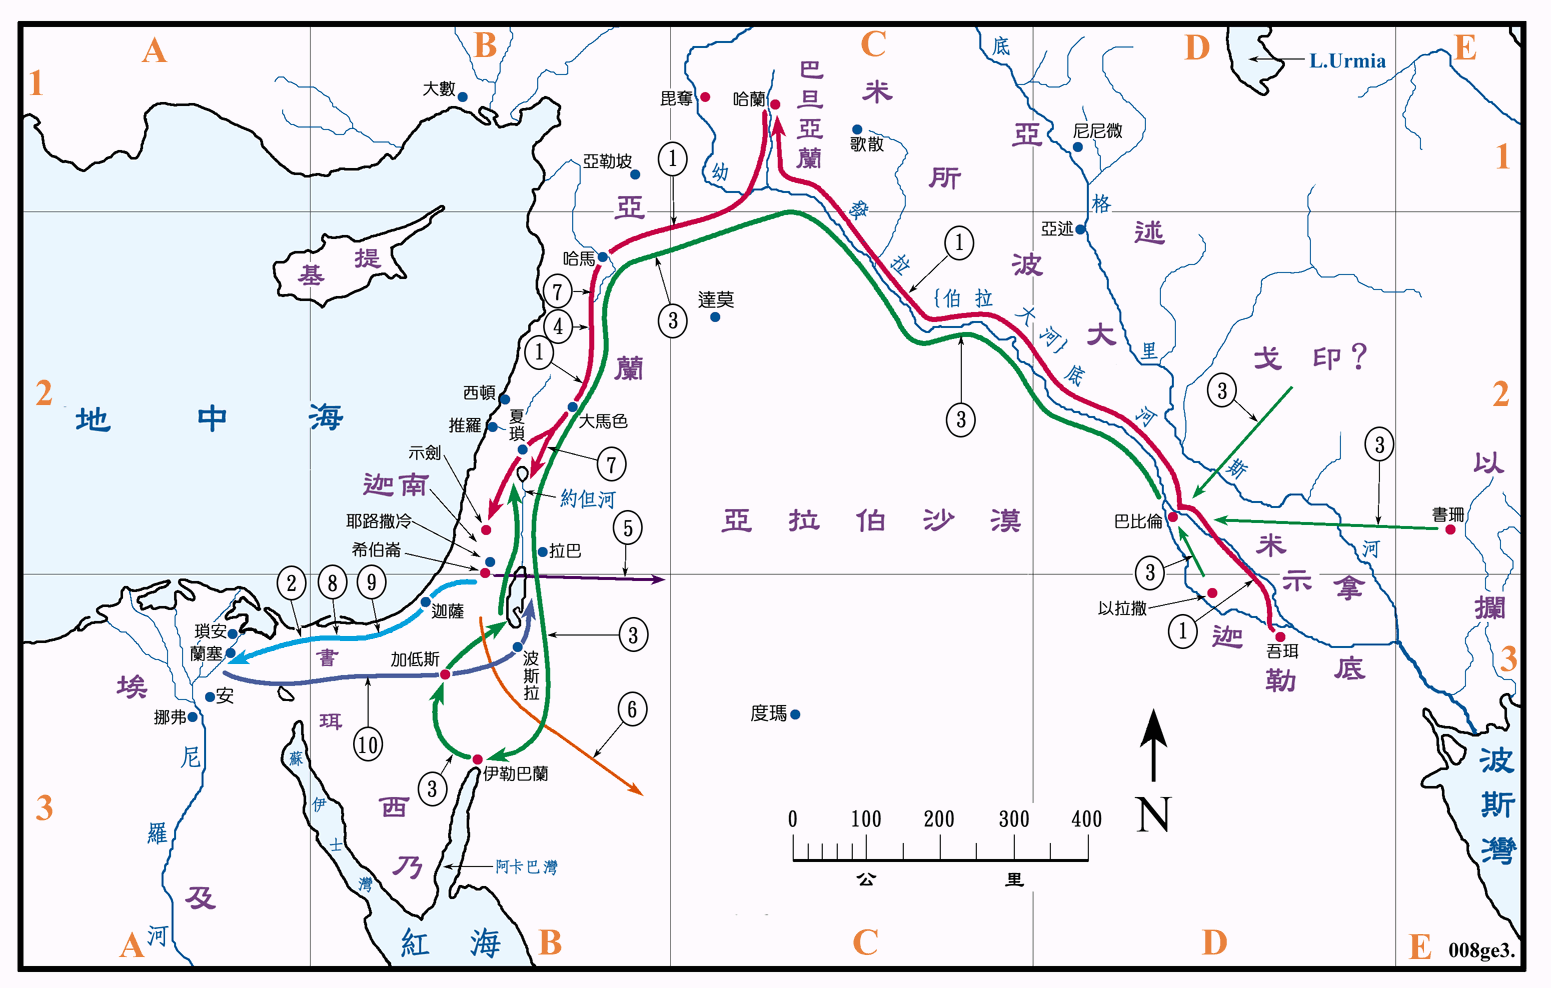 A
B
C
D
E
1
L.Urmia
大數
毘奪
哈蘭
巴旦亞蘭
米
所
波
大
米
歌散
底
格
里
斯
河
亞
述
尼尼微
1
亞勒坡
1
幼
發
拉
底
河
亞
蘭
亞述
基提
哈馬
1
{伯拉
大河}
7
達莫
3
4
1
戈印?
2
2
地中海
西頓
夏瑣
大馬色
推羅
3
3
3
以
攔
示劍
7
迦南
約但河
亞拉伯沙漠
耶路撒冷
巴比倫
書珊
希伯崙
拉巴
5
示拿
2
8
9
3
以拉撒
迦
勒
底
迦薩
1
瑣安
3
吾珥
蘭塞
書
珥
加低斯
波斯拉
3
埃
及
安
挪弗
6
度瑪
10
尼
羅
河
3
伊勒巴蘭
蘇
伊
士
灣
西
乃
波斯灣
3
N
0 100 200 300 400
公里
阿卡巴灣
紅海
A
B
C
D
E
008ge3.